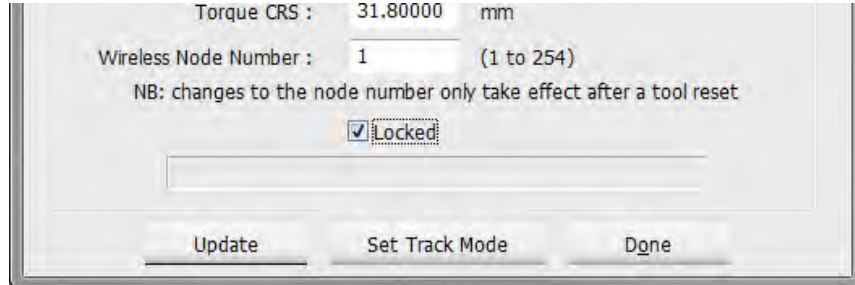 Torque CRS : 31.80000 mm
Wireless Node Number : 1 (1 to 254)
NB: changes to the node number only take effect after a tool reset
Locked
Update Set Track Mode Done